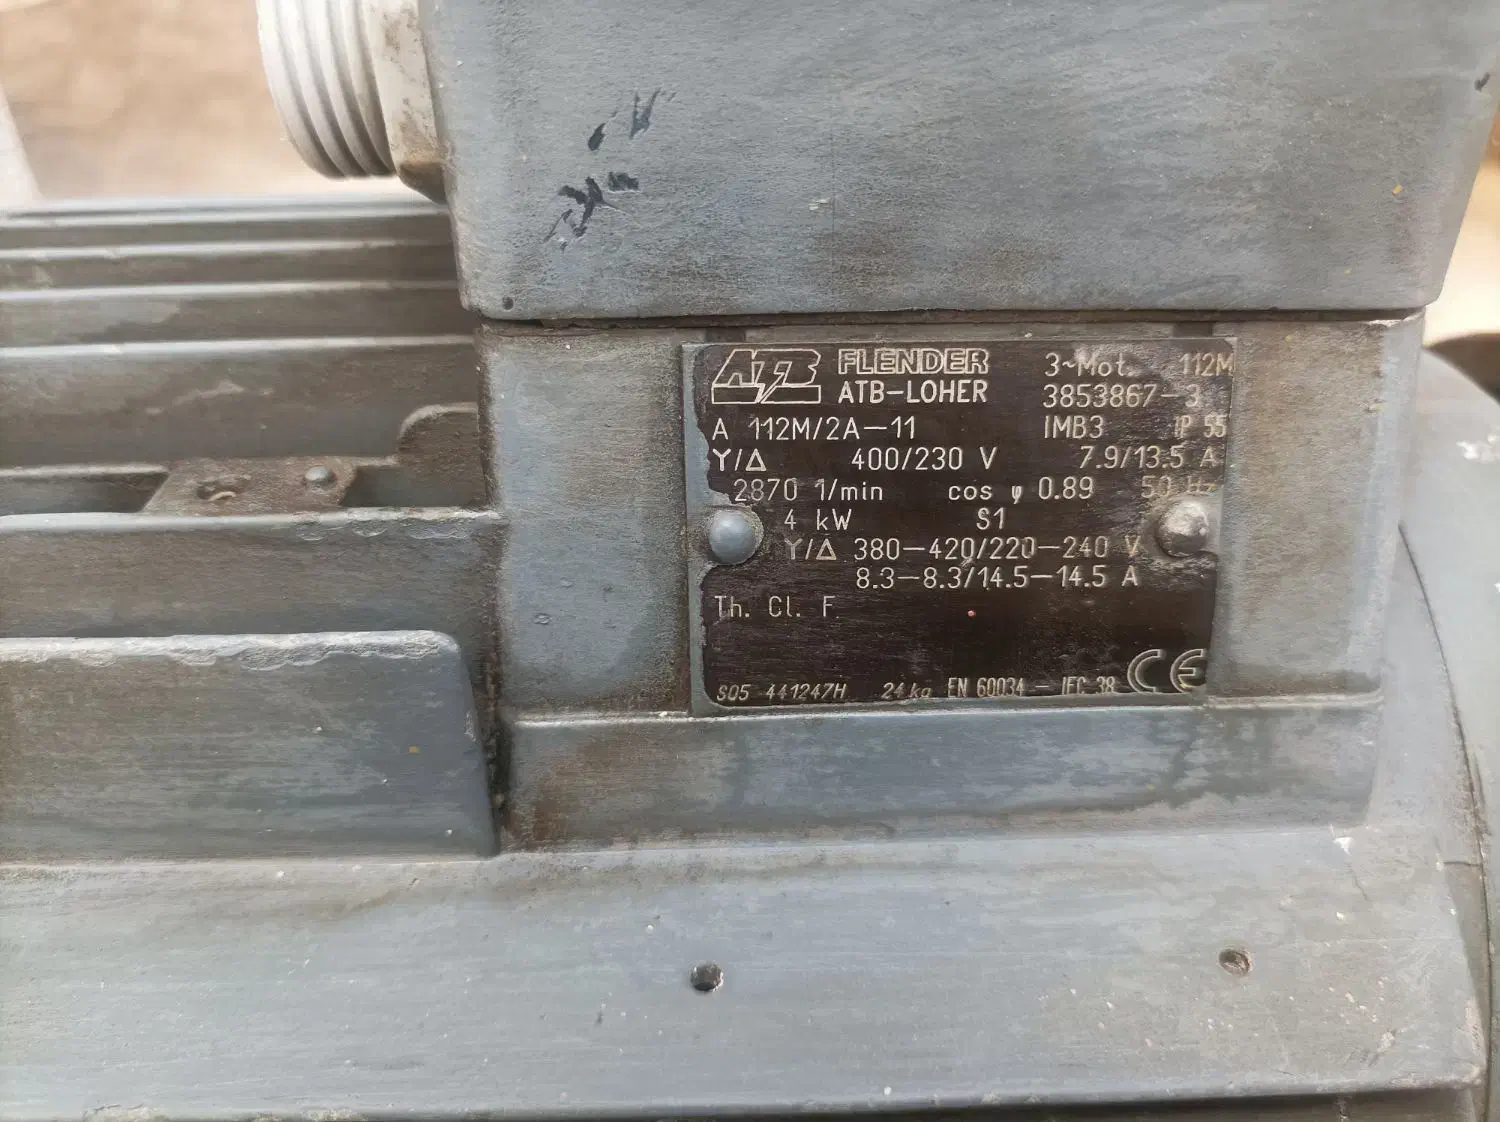 ATB FLENDER 3~Mot. 112M
ATB-LOHER 3853867-3
A 112M/2A-11 IMB3 IP 55
Y/Δ 400/230 V 7.9/13.5 A
2870 1/min cos φ 0.89 50 Hz
4 kW S1
Y/Δ 380-420/220-240 V
8.3-8.3/14.5-14.5 A
Th. Cl. F
S05 441247H 24kg EN 60034 - IEC 38 CE